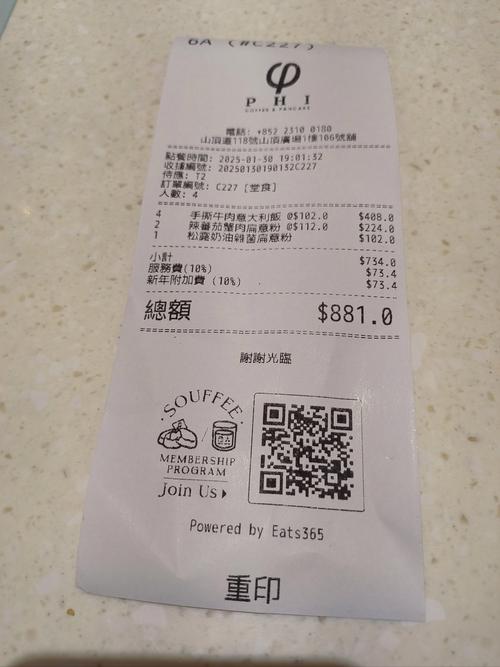 6A (#C227)
φ
PHI
COFFEE & PANCAKE
電話: +852 2310 0180
山頂道118號山頂廣場1樓106號舖
點餐時間: 2025-01-30 19:01:32
收據編號: 20250130190132C227
侍應: T2
訂單編號: C227 [堂食]
人數: 4
4 手撕牛肉意大利飯 @$102.0 $408.0
2 辣番茄蟹肉扁意粉 @$112.0 $224.0
1 松露奶油雜菌扁意粉 $102.0
小計 $734.0
服務費(10%) $73.4
新年附加費 (10%) $73.4
總額 $881.0
謝謝光臨
·SOUFFEE·
MEMBERSHIP
PROGRAM
Join Us
Powered by Eats365
重印